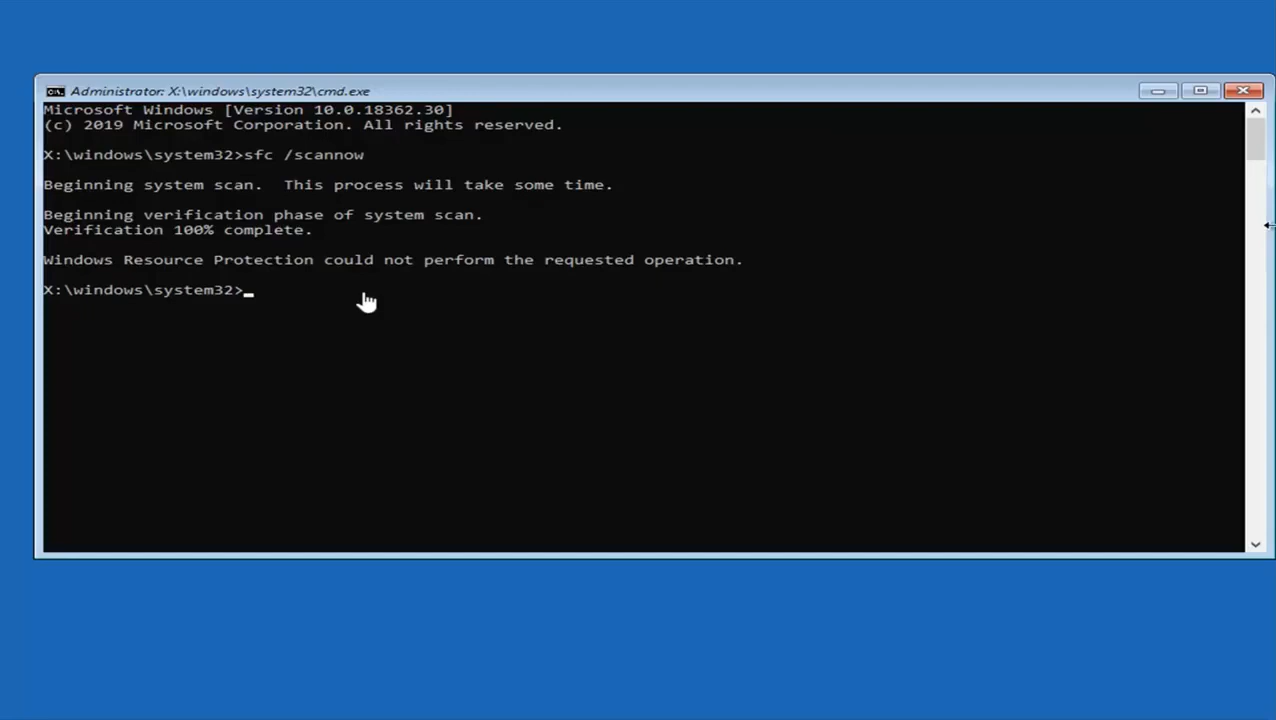 Administrator: X:\windows\system32\cmd.exe
Microsoft Windows [Version 10.0.18362.30]
(c) 2019 Microsoft Corporation. All rights reserved.
X:\windows\system32>sfc /scannow
Beginning system scan.  This process will take some time.
Beginning verification phase of system scan.
Verification 100% complete.
Windows Resource Protection could not perform the requested operation.
X:\windows\system32>